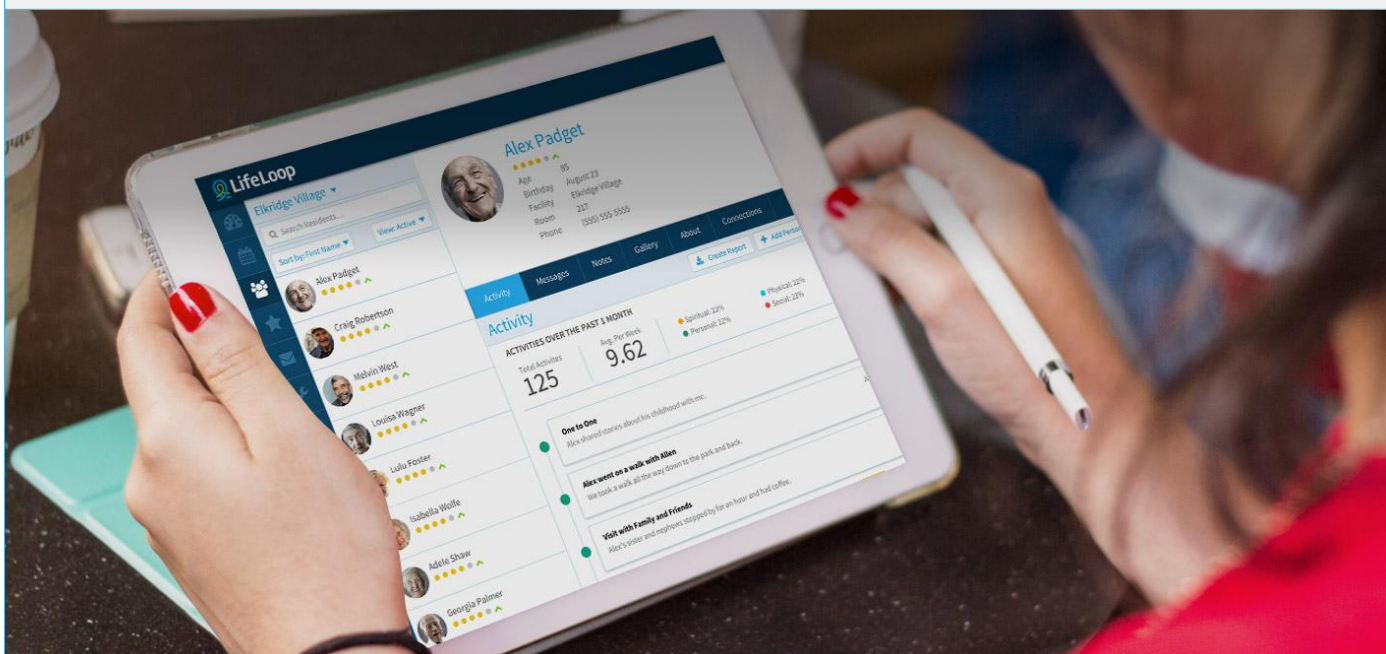 LifeLoop
Elkridge Village
Search Residents...
Sort by: First Name
View: Active
Alex Padget
Craig Robertson
Melvin West
Louisa Wagner
Lulu Foster
Isabella Wolfe
Adele Shaw
Georgia Palmer
Alex Padget
Age 85
Birthday August 23
Facility Elkridge Village
Room 217
Phone (555) 555 5555
Activity Messages Notes Gallery About Connections
Create Report
Activity
ACTIVITIES OVER THE PAST 1 MONTH
Total Activites
125
Avg. Per Week
9.62
Spiritual: 22%
Personal: 22%
Physical: 22%
Social: 22%
One to One
Alex shared stories about his childhood with me.
Alex went on a walk with Allen
We took a walk all the way down to the park and back.
Visit with Family and Friends
Alex's sister and nephews stopped by for an hour and had coffee.